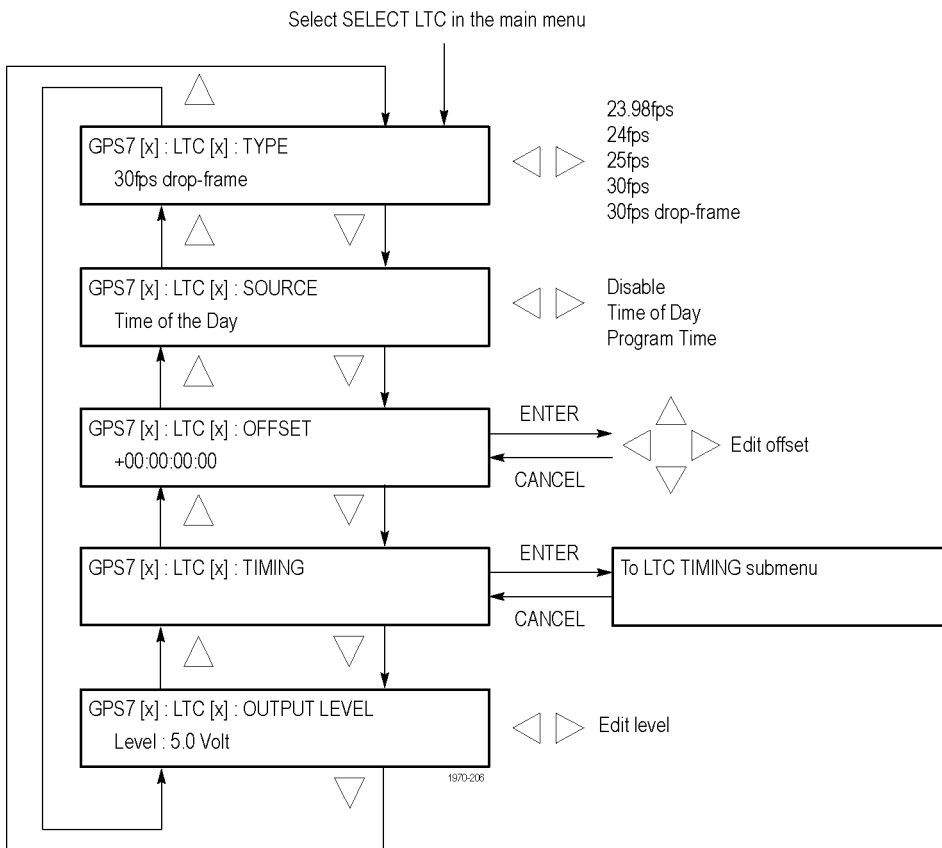 Select SELECT LTC in the main menu
GPS7 [x] : LTC [x] : TYPE
30fps drop-frame
23.98fps
24fps
25fps
30fps
30fps drop-frame
GPS7 [x] : LTC [x] : SOURCE
Time of the Day
Disable
Time of Day
Program Time
GPS7 [x] : LTC [x] : OFFSET
+00:00:00:00
ENTER
CANCEL
Edit offset
GPS7 [x] : LTC [x] : TIMING
ENTER
CANCEL
To LTC TIMING submenu
GPS7 [x] : LTC [x] : OUTPUT LEVEL
Level : 5.0 Volt
Edit level
1970-206